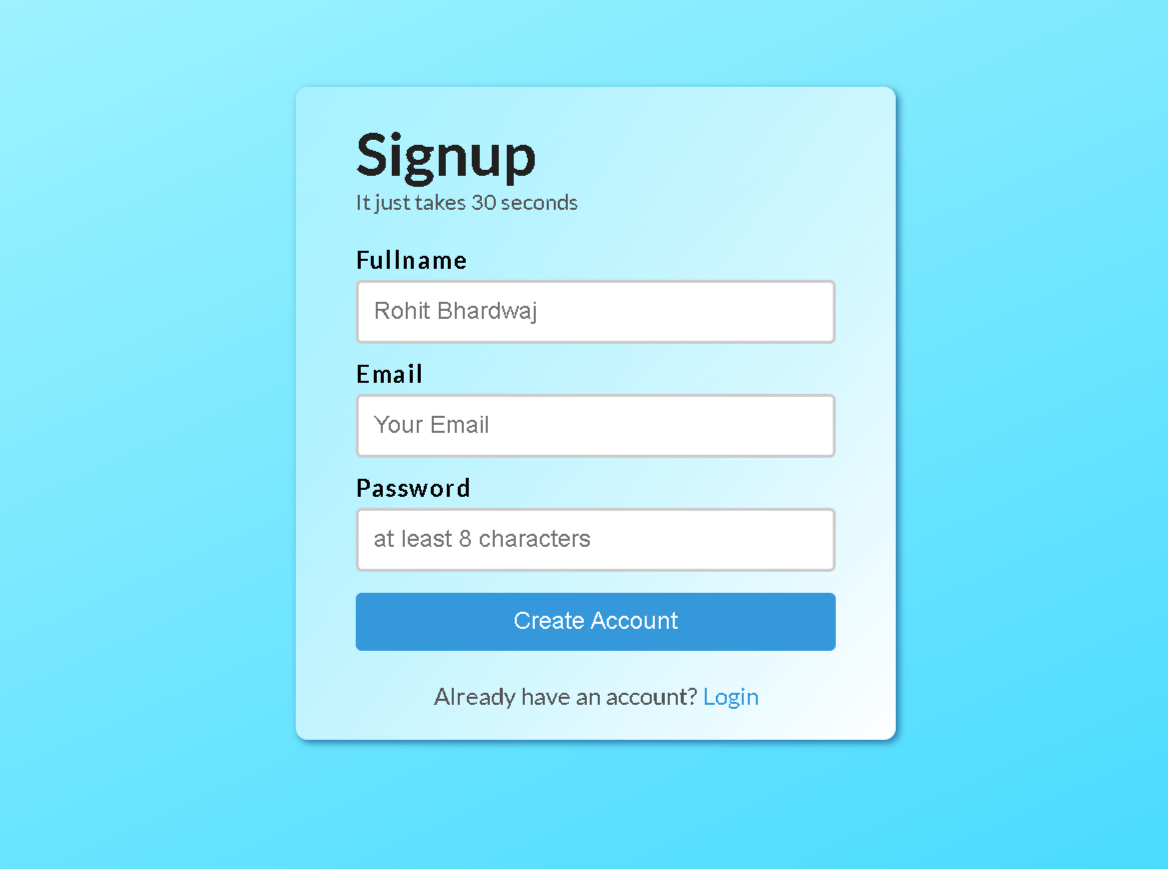 Signup
It just takes 30 seconds
Fullname
Rohit Bhardwaj
Email
Your Email
Password
at least 8 characters
Create Account
Already have an account? Login